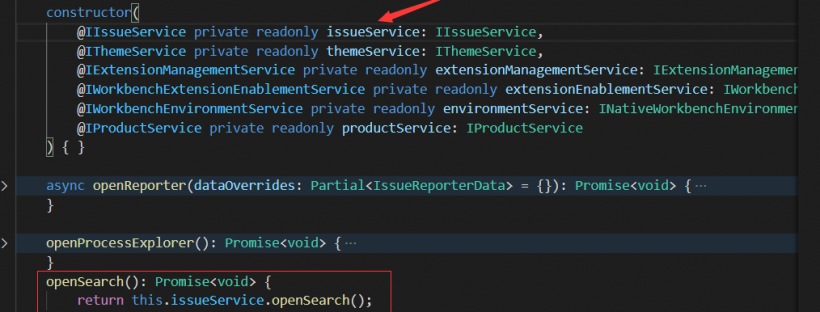 constructor(
@IIssueService private readonly issueService: IIssueService,
@IThemeService private readonly themeService: IThemeService,
@IExtensionManagementService private readonly extensionManagementService: IExtensionManagemen
@IWorkbenchExtensionEnablementService private readonly extensionEnablementService: IWorkbench
@IWorkbenchEnvironmentService private readonly environmentService: INativeWorkbenchEnvironmen
@IProductService private readonly productService: IProductService
) { }
async openReporter(dataOverrides: Partial<IssueReporterData> = {}): Promise<void> { ⋯
}
openProcessExplorer(): Promise<void> { ⋯
}
openSearch(): Promise<void> {
return this.issueService.openSearch();